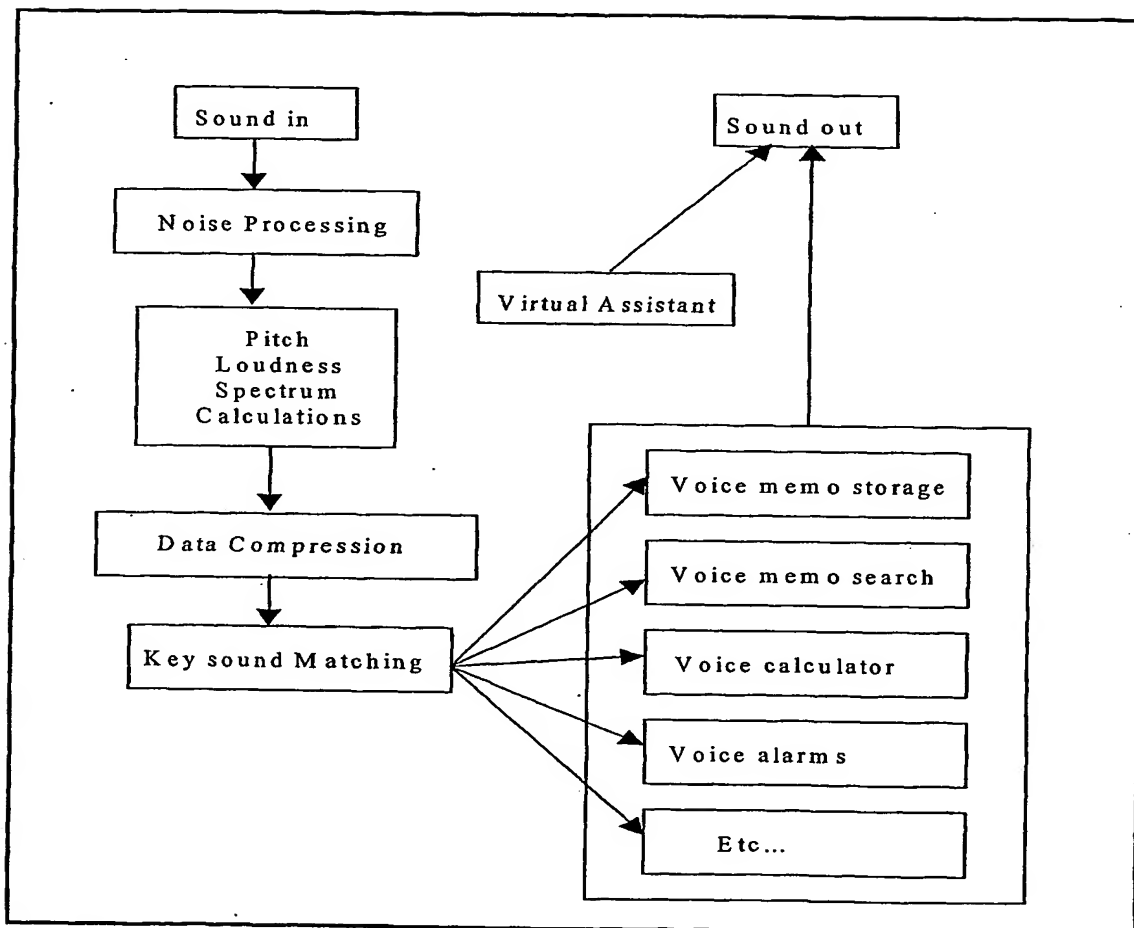 Sound in
Noise Processing
Pitch
Loudness
Spectrum
Calculations
Data Compression
Key sound Matching
Sound out
Virtual Assistant
Voice memo storage
Voice memo search
Voice calculator
Voice alarms
Etc...